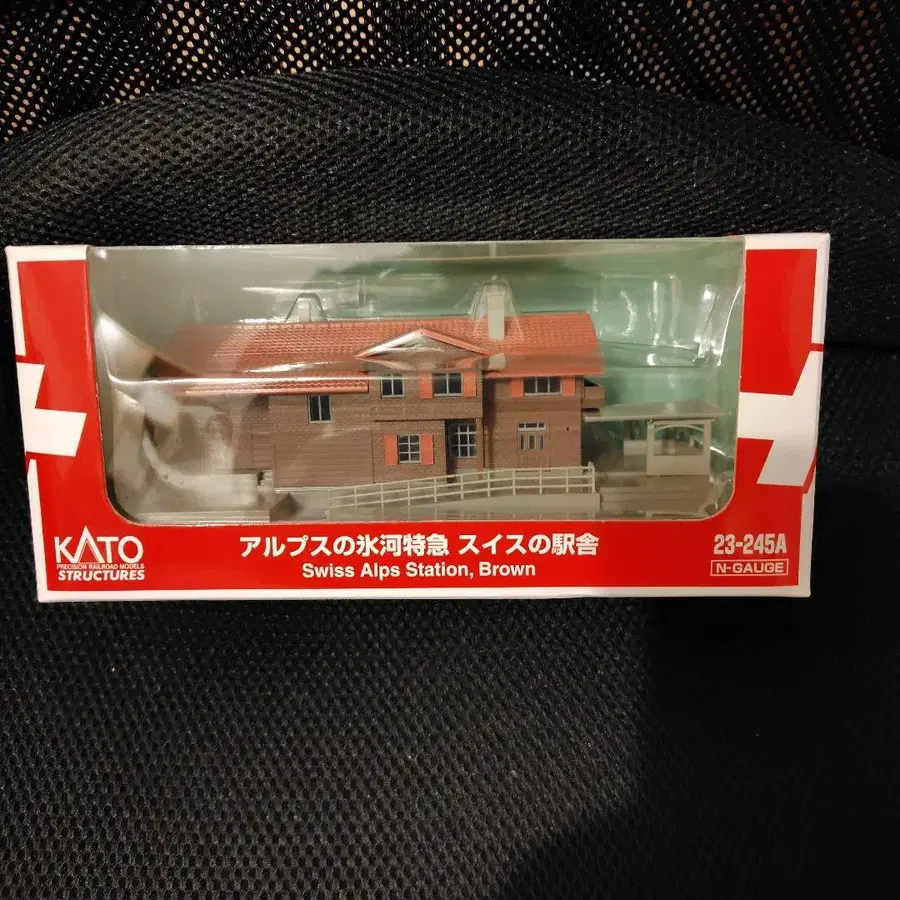 KATO
PRECISION RAILROAD MODELS
STRUCTURES
アルプスの氷河特急 スイスの駅舎
Swiss Alps Station, Brown
23-245A
N-GAUGE